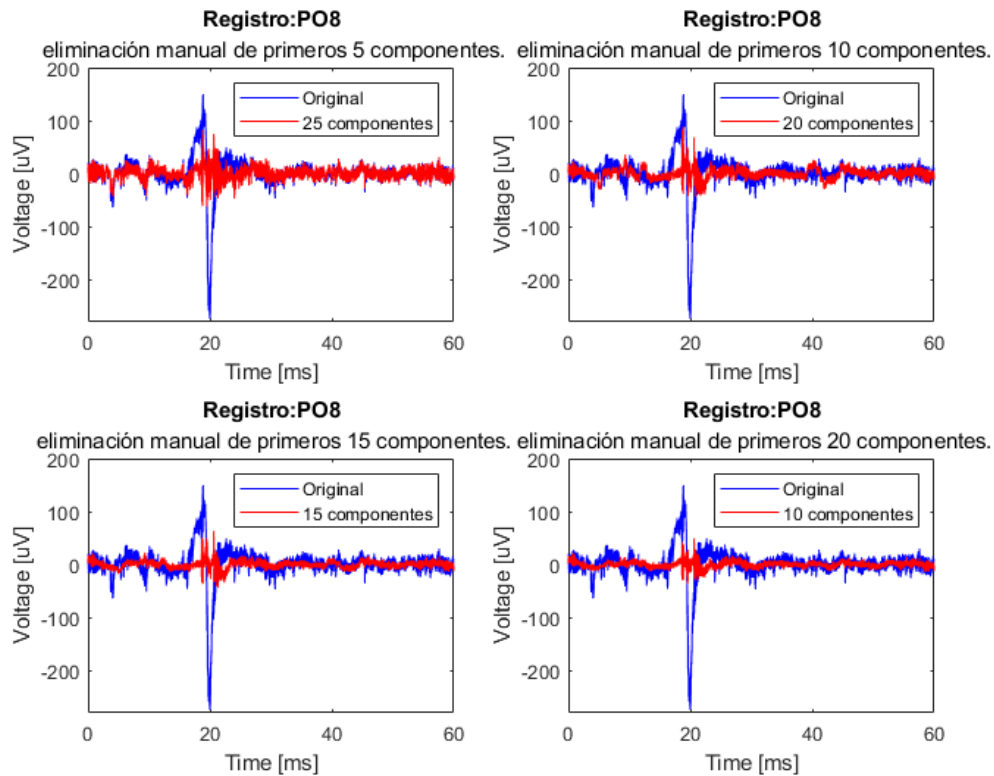 Registro:PO8
eliminación manual de primeros 5 componentes.
200
100
0
-100
-200
Voltage [uV]
Original
25 componentes
0
20
40
60
Time [ms]
Registro:PO8
eliminación manual de primeros 10 componentes.
200
100
0
-100
-200
Voltage [uV]
Original
20 componentes
0
20
40
60
Time [ms]
Registro:PO8
eliminación manual de primeros 15 componentes.
200
100
0
-100
-200
Voltage [uV]
Original
15 componentes
0
20
40
60
Time [ms]
Registro:PO8
eliminación manual de primeros 20 componentes.
200
100
0
-100
-200
Voltage [uV]
Original
10 componentes
0
20
40
60
Time [ms]